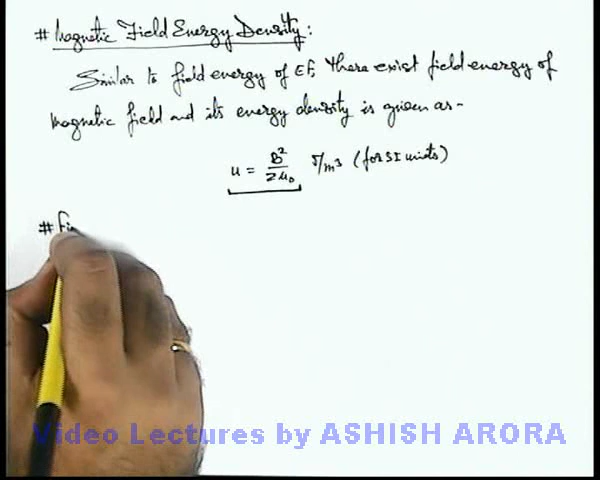 # Magnetic Field Energy Density :
Similar to field energy of EF, there exist field energy of
magnetic field and its energy density is given as -
u = B²/2μ₀ J/m³ (for SI units)
# Fi
Video Lectures by ASHISH ARORA